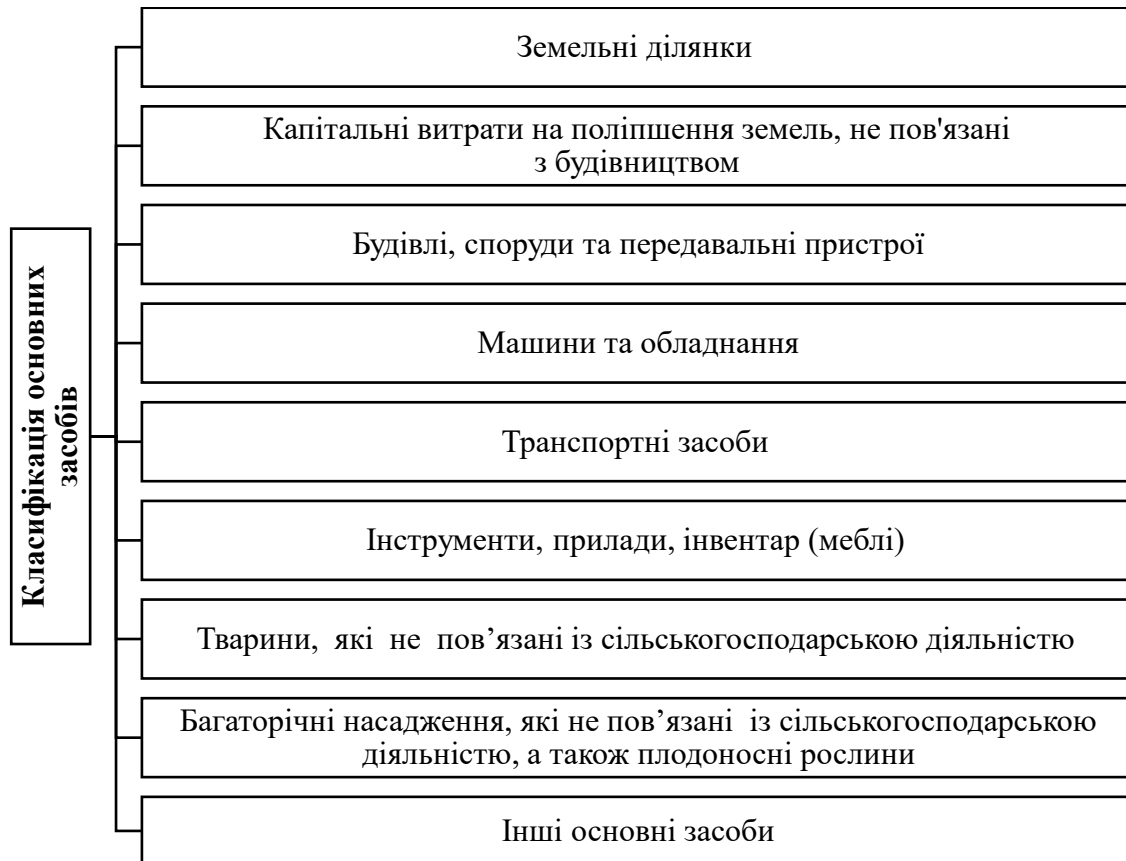 Класифікація основних
засобів
Земельні ділянки
Капітальні витрати на поліпшення земель, не пов'язані
з будівництвом
Будівлі, споруди та передавальні пристрої
Машини та обладнання
Транспортні засоби
Інструменти, прилади, інвентар (меблі)
Тварини, які не пов’язані із сільськогосподарською діяльністю
Багаторічні насадження, які не пов’язані із сільськогосподарською
діяльністю, а також плодоносні рослини
Інші основні засоби